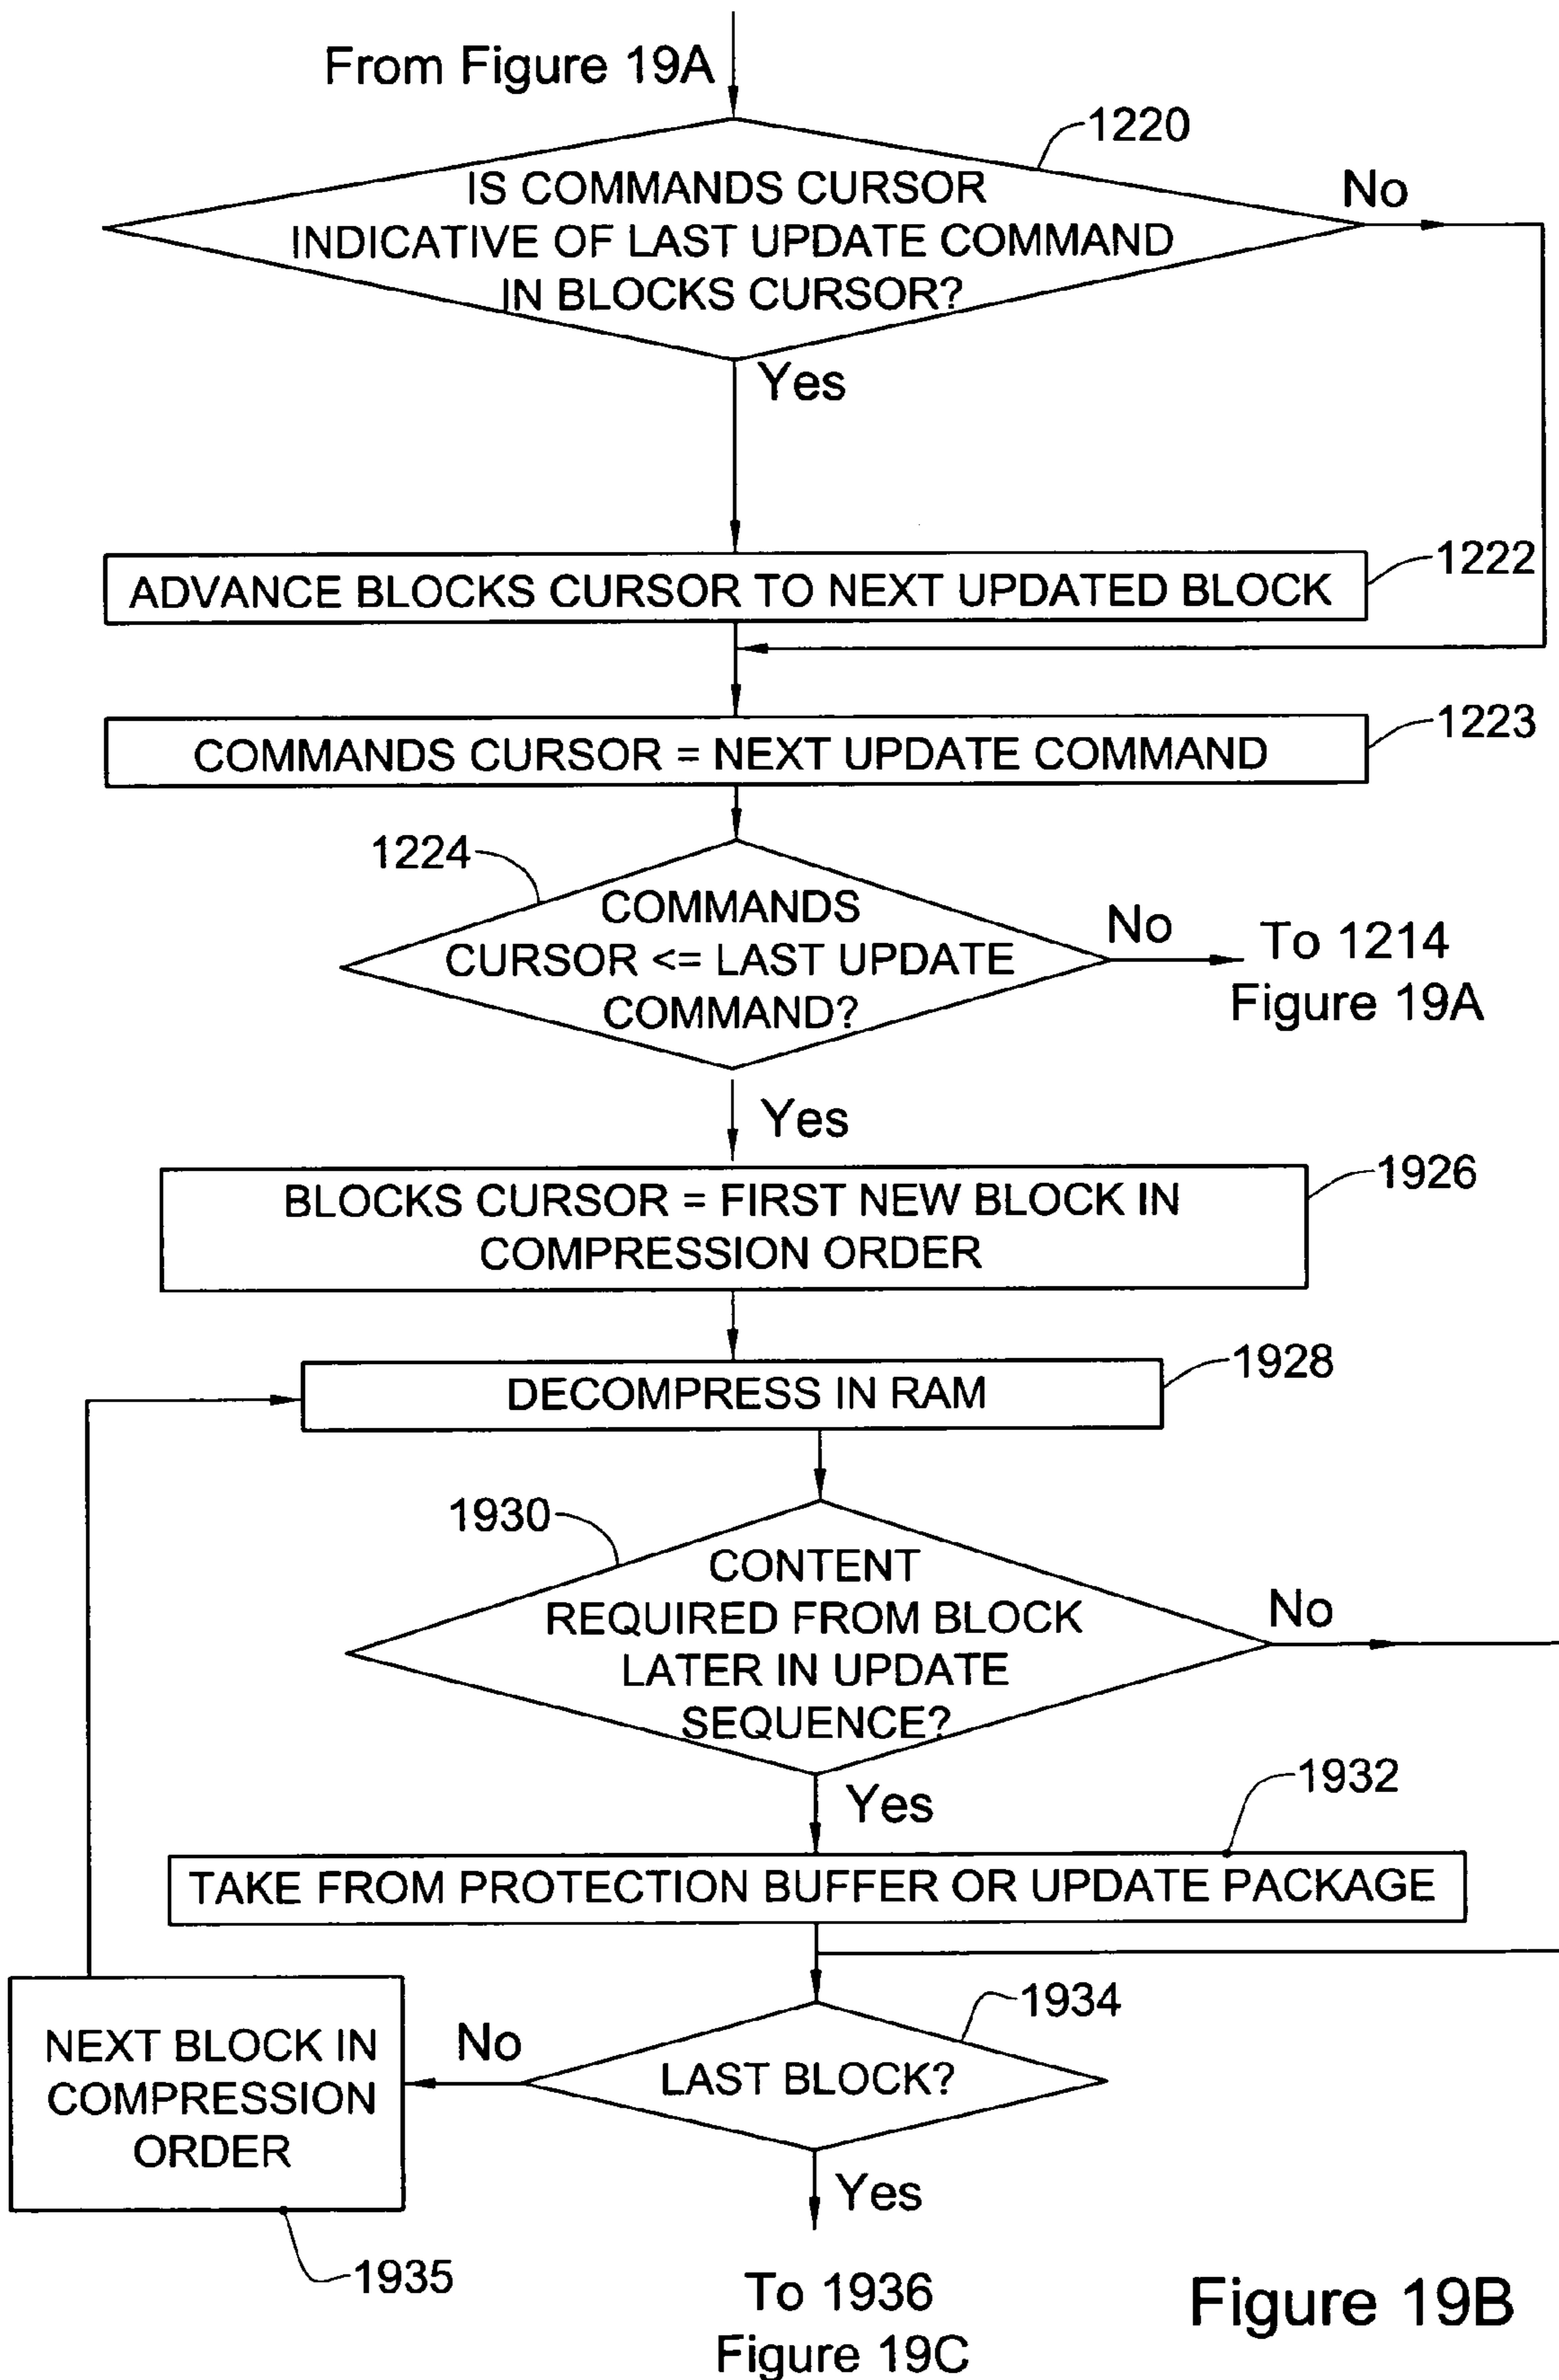 From Figure 19A
1220
IS COMMANDS CURSOR
INDICATIVE OF LAST UPDATE COMMAND
IN BLOCKS CURSOR?
No
Yes
1222
ADVANCE BLOCKS CURSOR TO NEXT UPDATED BLOCK
1223
COMMANDS CURSOR = NEXT UPDATE COMMAND
1224
COMMANDS
CURSOR <= LAST UPDATE
COMMAND?
No
To 1214
Figure 19A
Yes
1926
BLOCKS CURSOR = FIRST NEW BLOCK IN
COMPRESSION ORDER
1928
DECOMPRESS IN RAM
1930
CONTENT
REQUIRED FROM BLOCK
LATER IN UPDATE
SEQUENCE?
No
Yes
1932
TAKE FROM PROTECTION BUFFER OR UPDATE PACKAGE
1934
LAST BLOCK?
No
NEXT BLOCK IN
COMPRESSION
ORDER
1935
Yes
To 1936
Figure 19C
Figure 19B